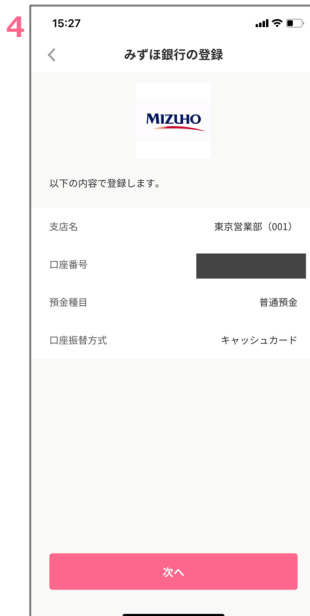 4
15:27
みずほ銀行の登録
MIZUHO
以下の内容で登録します。
支店名 東京営業部（001）
口座番号
預金種目 普通預金
口座振替方式 キャッシュカード
次へ